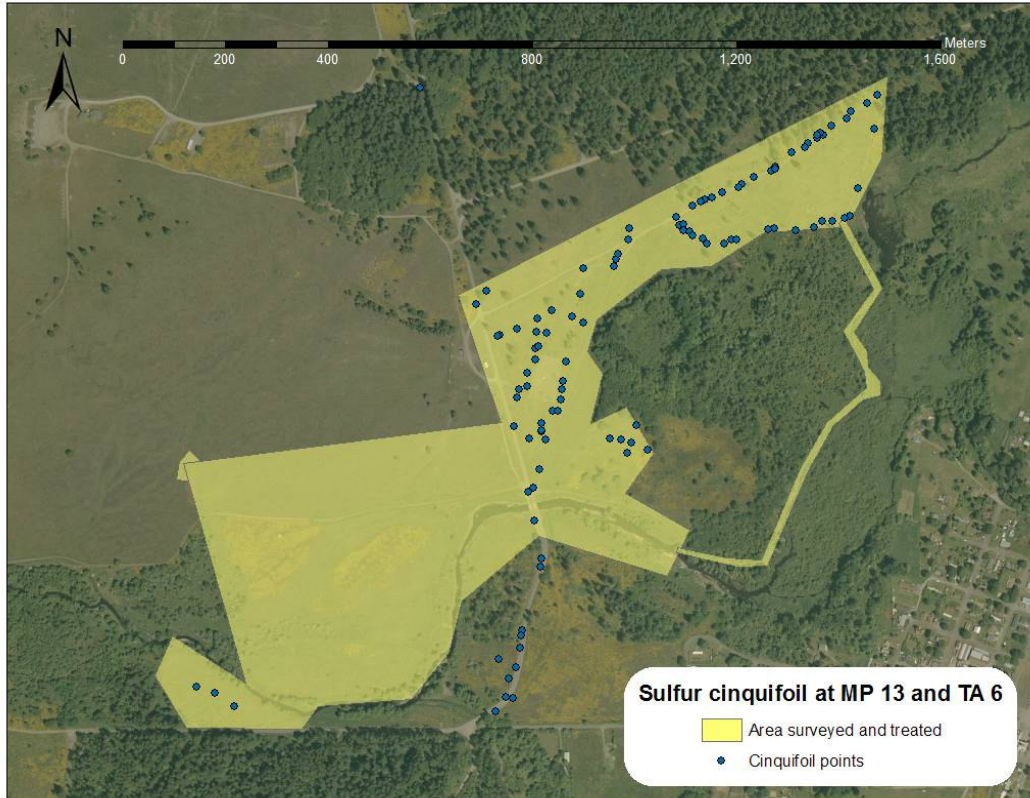 N
Meters
0 200 400 800 1,200 1,600
Sulfur cinquifoil at MP 13 and TA 6
Area surveyed and treated
Cinquifoil points